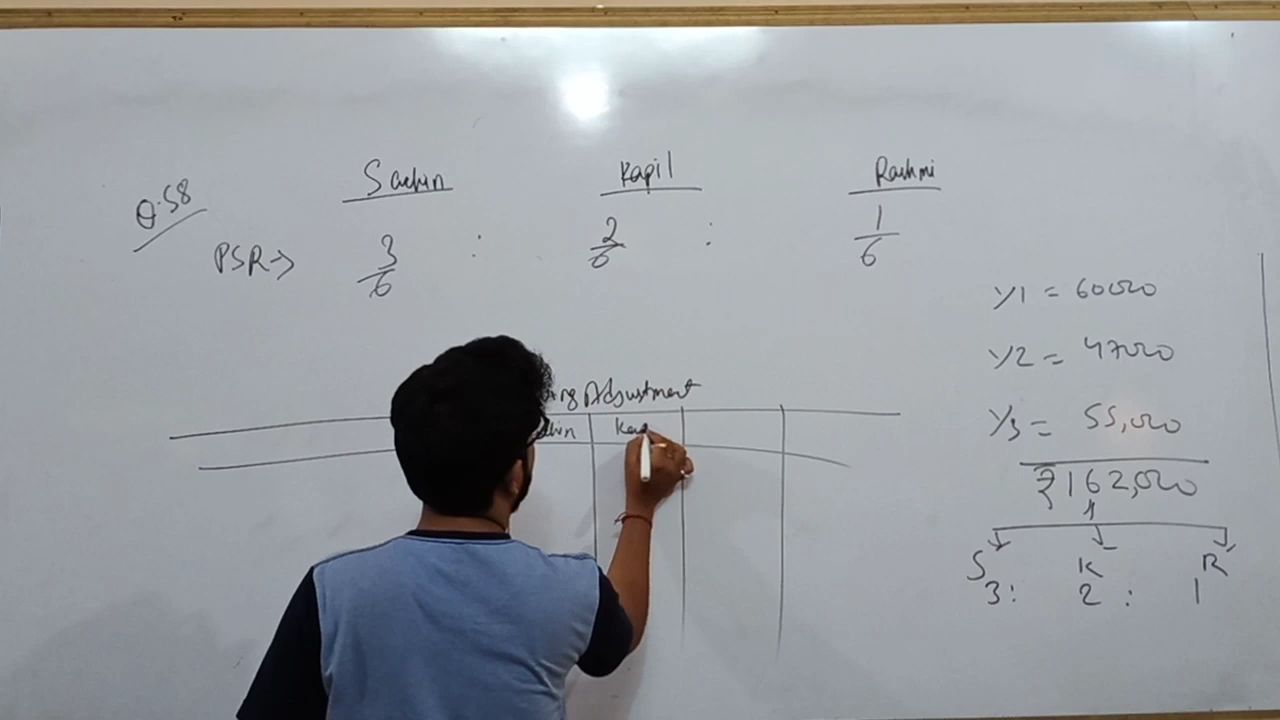 Q.58
Sachin Kapil Rashmi
PSR→ 3/6 : 2/6 : 1/6
Y1 = 60000
Y2 = 47000
Y3 = 55,000
₹162,000
S K R
3 : 2 : 1
Adjustment